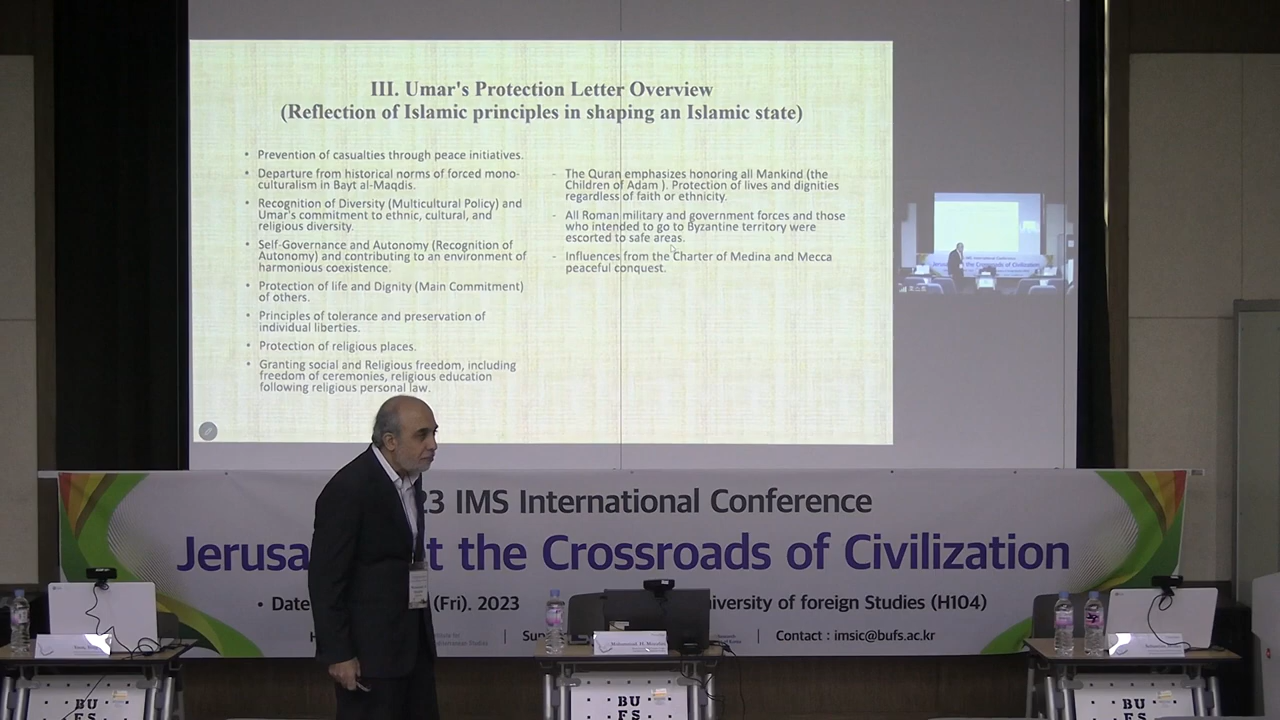 III. Umar's Protection Letter Overview
(Reflection of Islamic principles in shaping an Islamic state)
• Prevention of casualties through peace initiatives.
• Departure from historical norms of forced mono-
culturalism in Bayt al-Maqdis.
• Recognition of Diversity (Multicultural Policy) and
Umar's commitment to ethnic, cultural, and
religious diversity.
• Self-Governance and Autonomy (Recognition of
Autonomy) and contributing to an environment of
harmonious coexistence.
• Protection of life and Dignity (Main Commitment)
of others.
• Principles of tolerance and preservation of
individual liberties.
• Protection of religious places.
• Granting social and Religious freedom, including
freedom of ceremonies, religious education
following religious personal law.
- The Quran emphasizes honoring all Mankind (the
Children of Adam ). Protection of lives and dignities
regardless of faith or ethnicity.
- All Roman military and government forces and those
who intended to go to Byzantine territory were
escorted to safe areas.
- Influences from the Charter of Medina and Mecca
peaceful conquest.
International Conference
the Crossroads of Civilization
23 IMS International Conference
Jerusa t the Crossroads of Civilization
• Date (Fri). 2023 niversity of foreign Studies (H104)
| Contact : imsic@bufs.ac.kr
BU
FS
BU
FS
BU
FS